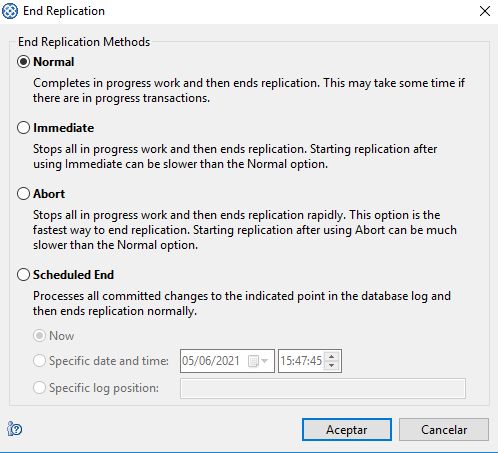 End Replication
End Replication Methods
Normal
Completes in progress work and then ends replication. This may take some time if
there are in progress transactions.
Immediate
Stops all in progress work and then ends replication. Starting replication after
using Immediate can be slower than the Normal option.
Abort
Stops all in progress work and then ends replication rapidly. This option is the
fastest way to end replication. Starting replication after using Abort can be much
slower than the Normal option.
Scheduled End
Processes all committed changes to the indicated point in the database log and
then ends replication normally.
Now
Specific date and time: 05/06/2021 15:47:45
Specific log position:
Aceptar Cancelar